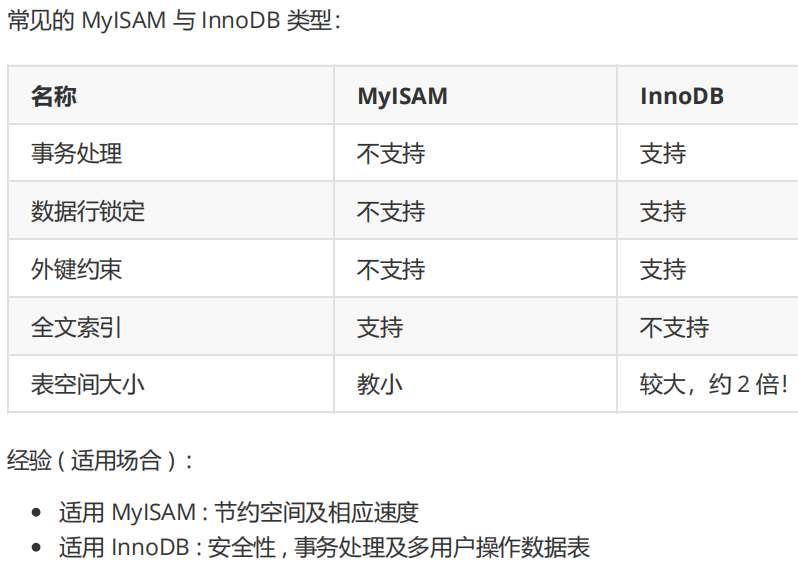 常见的 MyISAM 与 InnoDB 类型：
名称 MyISAM InnoDB
事务处理 不支持 支持
数据行锁定 不支持 支持
外键约束 不支持 支持
全文索引 支持 不支持
表空间大小 教小 较大，约 2 倍！
经验 ( 适用场合 ) ：
• 适用 MyISAM : 节约空间及相应速度
• 适用 InnoDB : 安全性 , 事务处理及多用户操作数据表